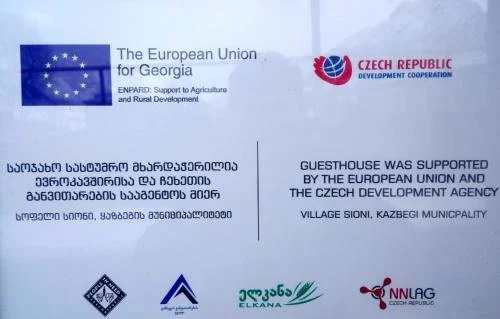 The European Union
for Georgia
ENPARD: Support to Agriculture
and Rural Development
CZECH REPUBLIC
DEVELOPMENT COOPERATION
საოჯახო სასტუმრო მხარდაჭერილია
ევროკავშირისა და ჩეხეთის
განვითარების სააგენტოს მიერ
სოფელი სიონი, ყაზბეგის მუნიციპალიტეტი
GUESTHOUSE WAS SUPPORTED
BY THE EUROPEAN UNION AND
THE CZECH DEVELOPMENT AGENCY
VILLAGE SIONI, KAZBEGI MUNICPALITY
ელკანა
ELKANA
NNLAG
CZECH REPUBLIC